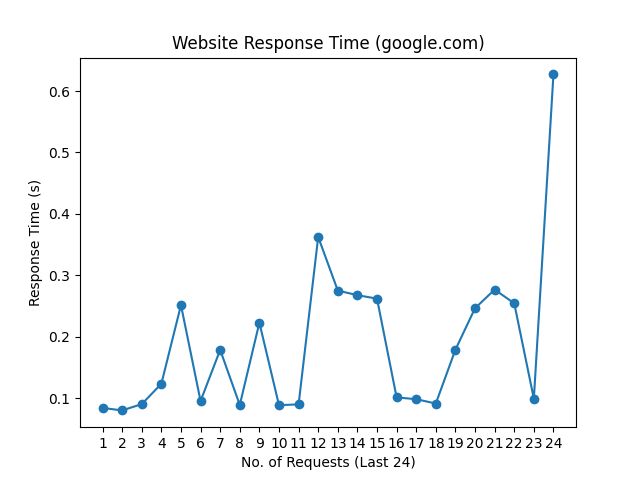 Website Response Time (google.com)
Response Time (s)
0.6
0.5
0.4
0.3
0.2
0.1
1 2 3 4 5 6 7 8 9 10 11 12 13 14 15 16 17 18 19 20 21 22 23 24
No. of Requests (Last 24)